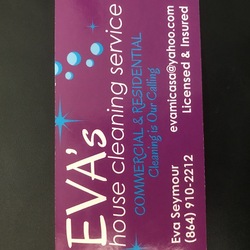 EVA's
house cleaning service
COMMERCIAL & RESIDENTIAL
Cleaning is Our Calling
Eva Seymour
(864) 910-2212
evamicasa@yahoo.com
Licensed & Insured